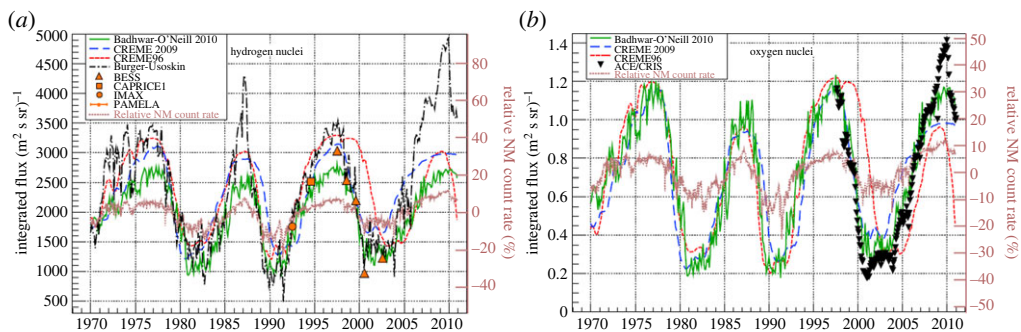 (a)
Badhwar-O'Neill 2010
CREME 2009
CREME96
Burger-Usoskin
BESS
CAPRICE1
IMAX
PAMELA
Relative NM count rate
hydrogen nuclei
integrated flux (m² s sr)⁻¹
5000
4500
4000
3500
3000
2500
2000
1500
1000
500
1970 1975 1980 1985 1990 1995 2000 2005 2010
80
60
40
20
0
−20
−40
relative NM count rate (%)
(b)
Badhwar-O'Neill 2010
CREME 2009
CREME96
ACE/CRIS
Relative NM count rate
oxygen nuclei
integrated flux (m² s sr)⁻¹
1.4
1.2
1.0
0.8
0.6
0.4
0.2
0
1970 1975 1980 1985 1990 1995 2000 2005 2010
50
40
30
20
10
0
−10
−20
−30
−40
−50
relative NM count rate (%)